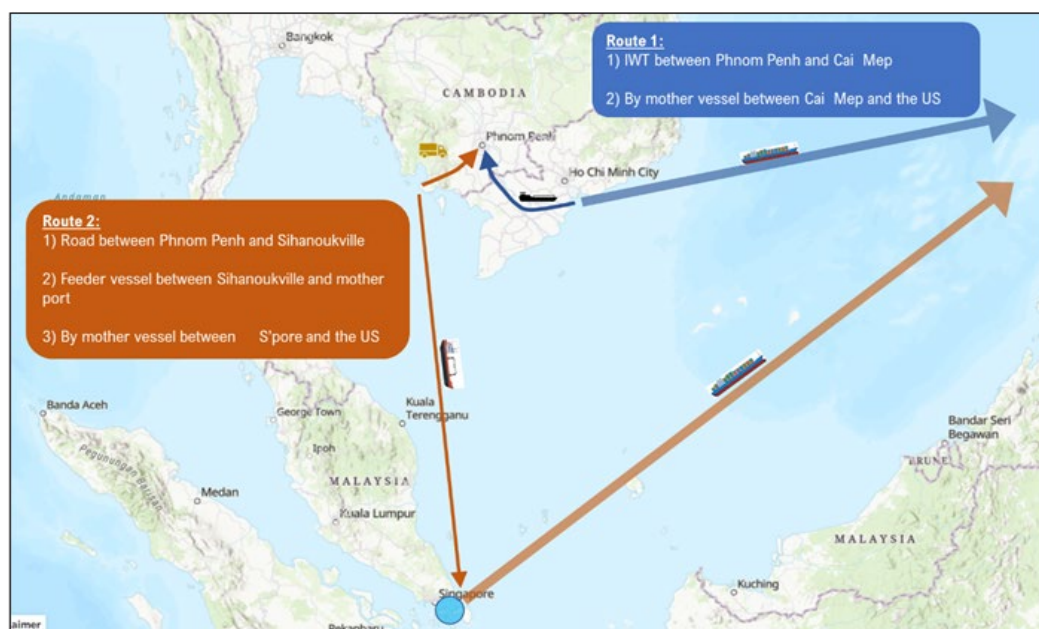 Bangkok
CAMBODIA
Phnom Penh
Ho Chi Minh City
Andaman
Route 1:
1) IWT between Phnom Penh and Cai Mep
2) By mother vessel between Cai Mep and the US
Route 2:
1) Road between Phnom Penh and Sihanoukville
2) Feeder vessel between Sihanoukville and mother
port
3) By mother vessel between S'pore and the US
Banda Aceh
George Town
Kuala
Terengganu
Ipoh
Pegunungan Barisan
MALAYSIA
Medan
Kuala Lumpur
Singapore
Pekanbaru
Bandar Seri
Begawan
BRUNEI
MALAYSIA
Kuching
aimer